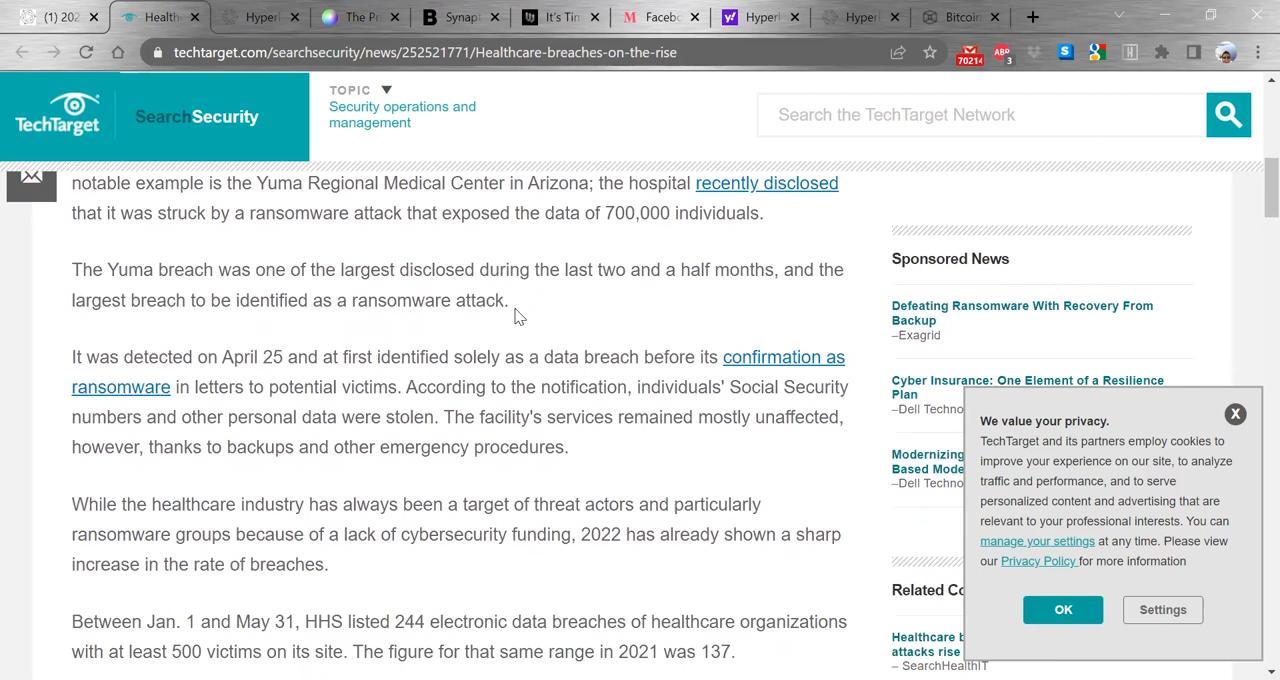 (1) 202
Health
Hyperl
The Pr
Synapt
It's Tim
Facebo
Hyperl
Hyperl
Bitcoin
techtarget.com/searchsecurity/news/252521771/Healthcare-breaches-on-the-rise
70214
ABP
3
S
TechTarget
SearchSecurity
TOPIC
Security operations and
management
Search the TechTarget Network
notable example is the Yuma Regional Medical Center in Arizona; the hospital recently disclosed
that it was struck by a ransomware attack that exposed the data of 700,000 individuals.
The Yuma breach was one of the largest disclosed during the last two and a half months, and the
largest breach to be identified as a ransomware attack.
It was detected on April 25 and at first identified solely as a data breach before its confirmation as
ransomware in letters to potential victims. According to the notification, individuals' Social Security
numbers and other personal data were stolen. The facility's services remained mostly unaffected,
however, thanks to backups and other emergency procedures.
While the healthcare industry has always been a target of threat actors and particularly
ransomware groups because of a lack of cybersecurity funding, 2022 has already shown a sharp
increase in the rate of breaches.
Between Jan. 1 and May 31, HHS listed 244 electronic data breaches of healthcare organizations
with at least 500 victims on its site. The figure for that same range in 2021 was 137.
Sponsored News
Defeating Ransomware With Recovery From
Backup
–Exagrid
Cyber Insurance: One Element of a Resilience
Plan
–Dell Techno
Modernizing
Based Mode
–Dell Techno
Related Co
Healthcare b
attacks rise
– SearchHealthIT
We value your privacy.
X
TechTarget and its partners employ cookies to
improve your experience on our site, to analyze
traffic and performance, and to serve
personalized content and advertising that are
relevant to your professional interests. You can
manage your settings at any time. Please view
our Privacy Policy for more information
OK
Settings